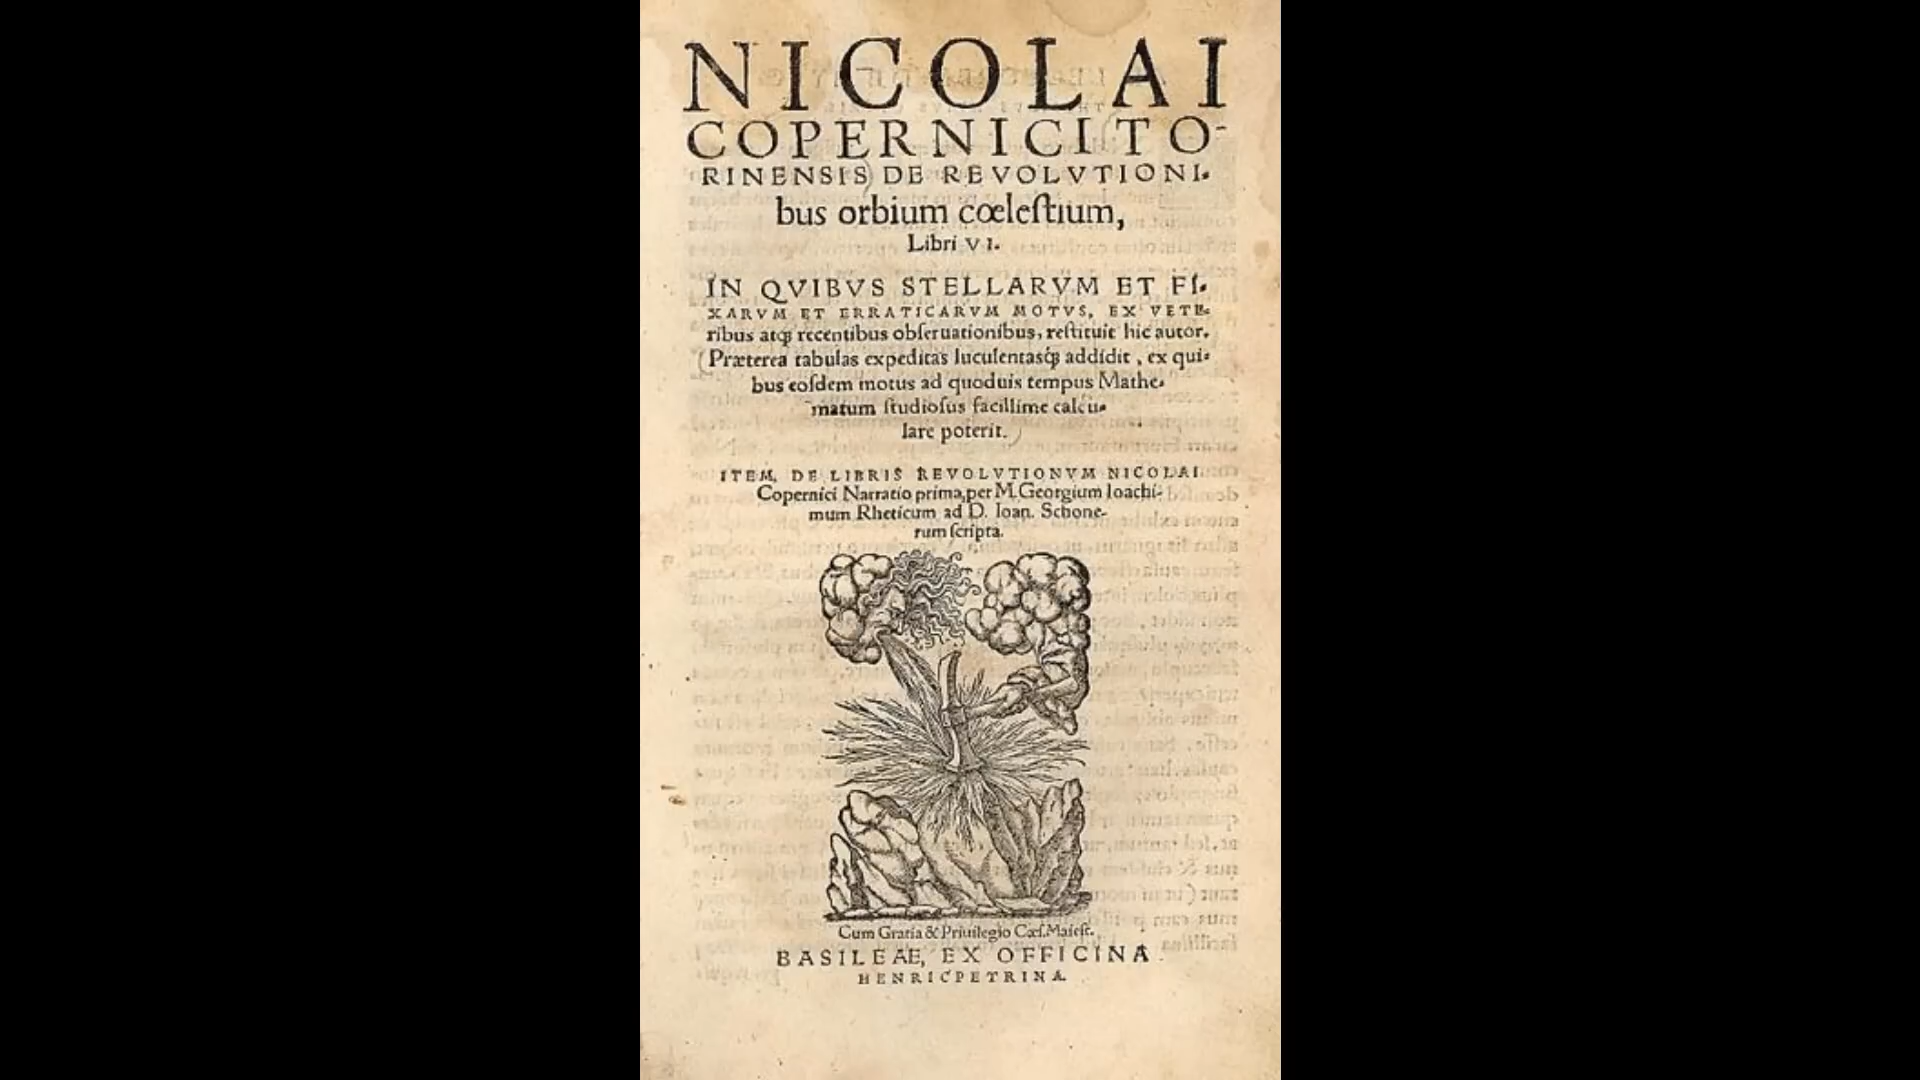 NICOLAI
COPERNICI TO-
RINENSIS DE REVOLVTIONI-
bus orbium cœleſtium,
Libri VI.
IN QVIBVS STELLARVM ET FI-
XARVM ET ERRATICARVM MOTVS, EX VETE-
ribus atqꝫ recentibus obſeruationibus, reſtituit hic autor.
Præterea tabulas expeditas luculentasqꝫ addidit, ex qui-
bus eoſdem motus ad quoduis tempus Mathe-
matum ſtudioſus facillime calcu-
lare poterit.
ITEM, DE LIBRIS REVOLVTIONVM NICOLAI
Copernici Narratio prima, per M. Georgium Ioachi-
mum Rheticum ad D. Ioan. Schone-
rum ſcripta.
Cum Gratia & Priuilegio Cæſ. Maieſt.
BASILEAE, EX OFFICINA
HENRICPETRINA.